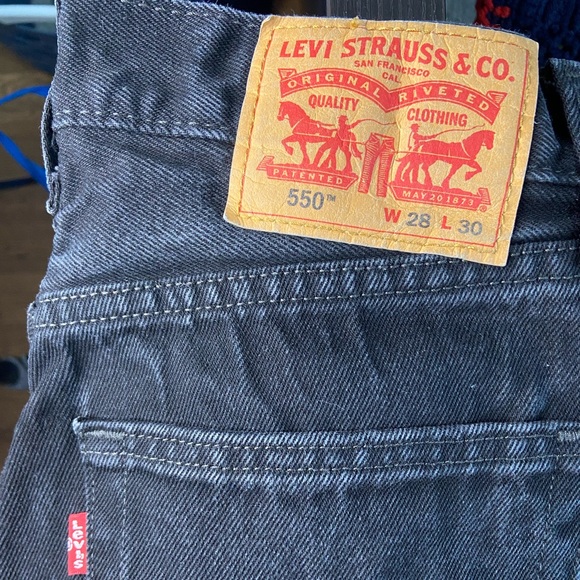 LEVI STRAUSS & CO.
SAN FRANCISCO
CAL.
ORIGINAL RIVETED
QUALITY CLOTHING
PATENTED MAY 20 1873
550™
W 28 L 30
LEVI'S